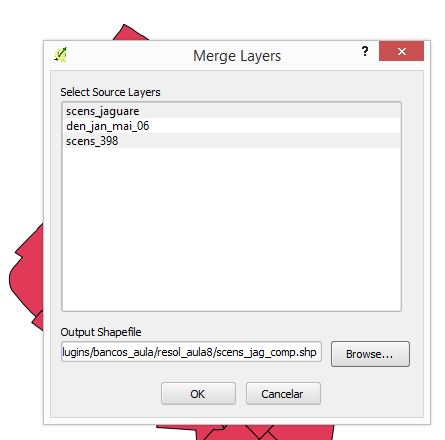 Merge Layers
?
Select Source Layers
scens_jaguare
den_jan_mai_06
scens_398
Output Shapefile
lugins/bancos_aula/resol_aula8/scens_jag_comp.shp
Browse...
OK
Cancelar